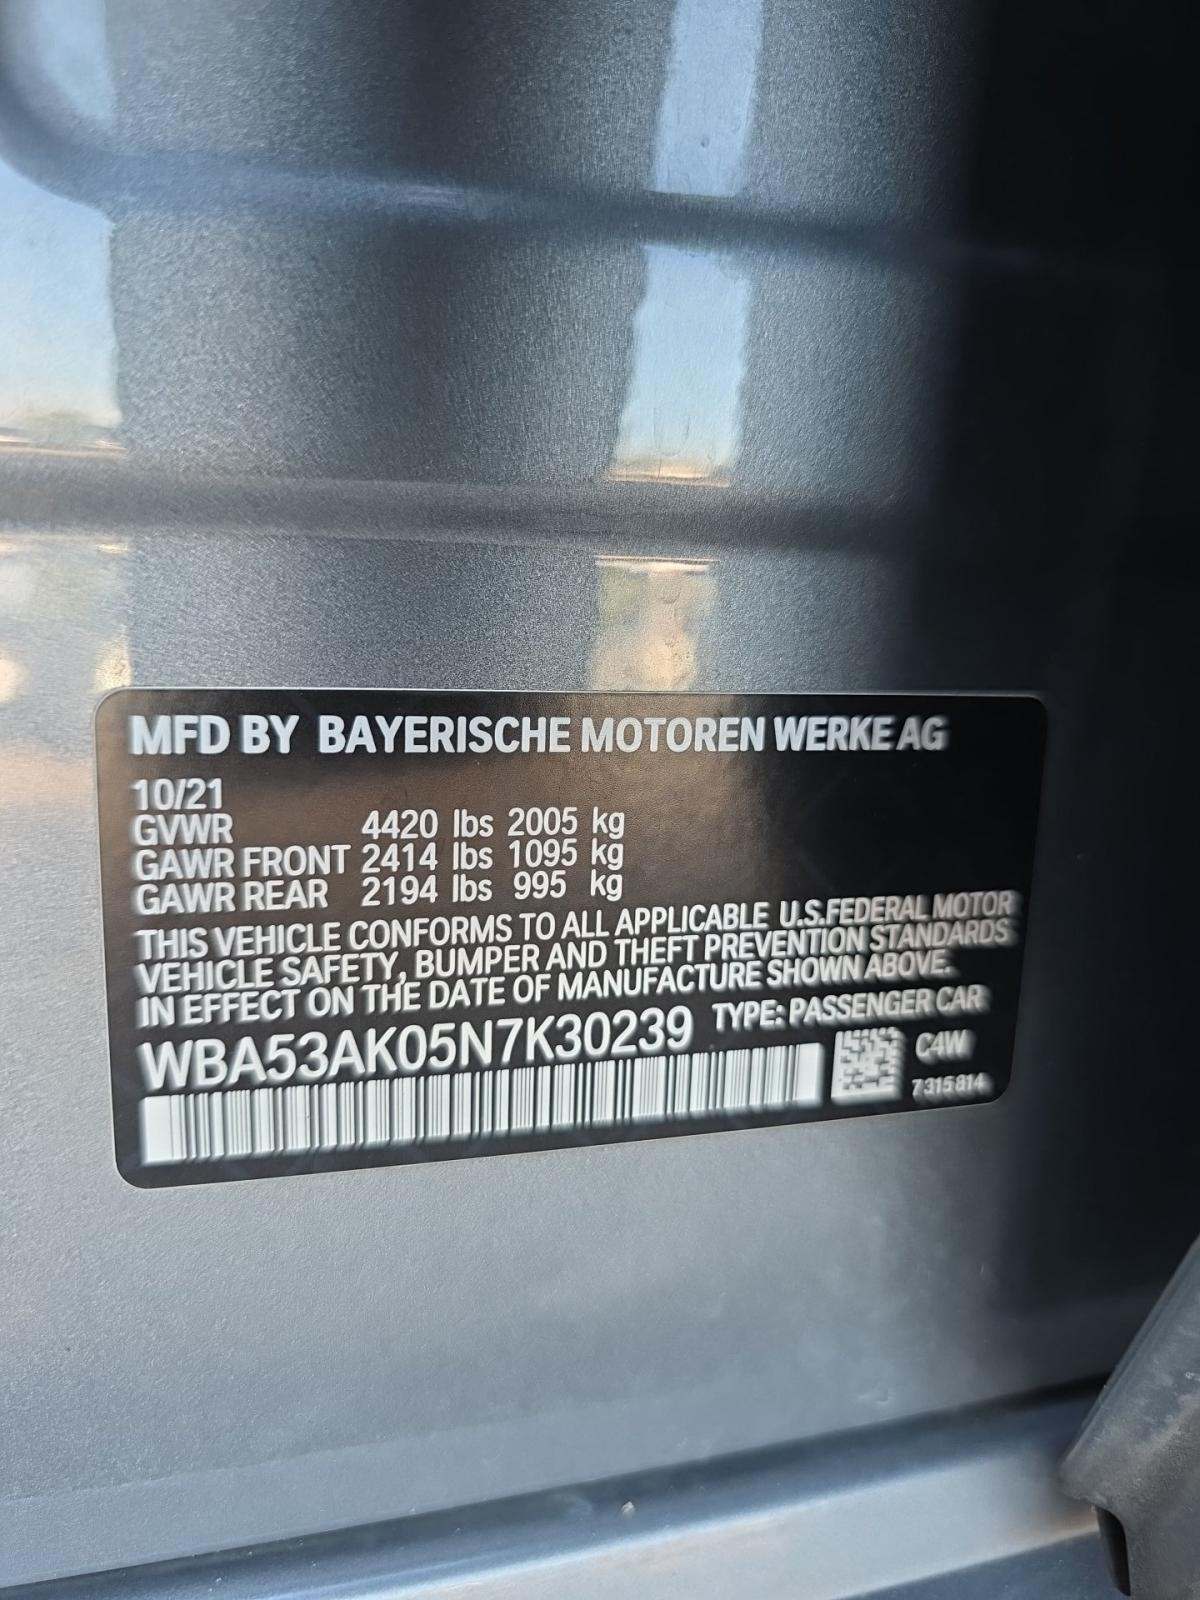 MFD BY BAYERISCHE MOTOREN WERKE AG
10/21
GVWR 4420 lbs 2005 kg
GAWR FRONT 2414 lbs 1095 kg
GAWR REAR 2194 lbs 995 kg
THIS VEHICLE CONFORMS TO ALL APPLICABLE U.S.FEDERAL MOTOR
VEHICLE SAFETY, BUMPER AND THEFT PREVENTION STANDARDS
IN EFFECT ON THE DATE OF MANUFACTURE SHOWN ABOVE.
WBA53AK05N7K30239 TYPE: PASSENGER CAR
C4W
7315814